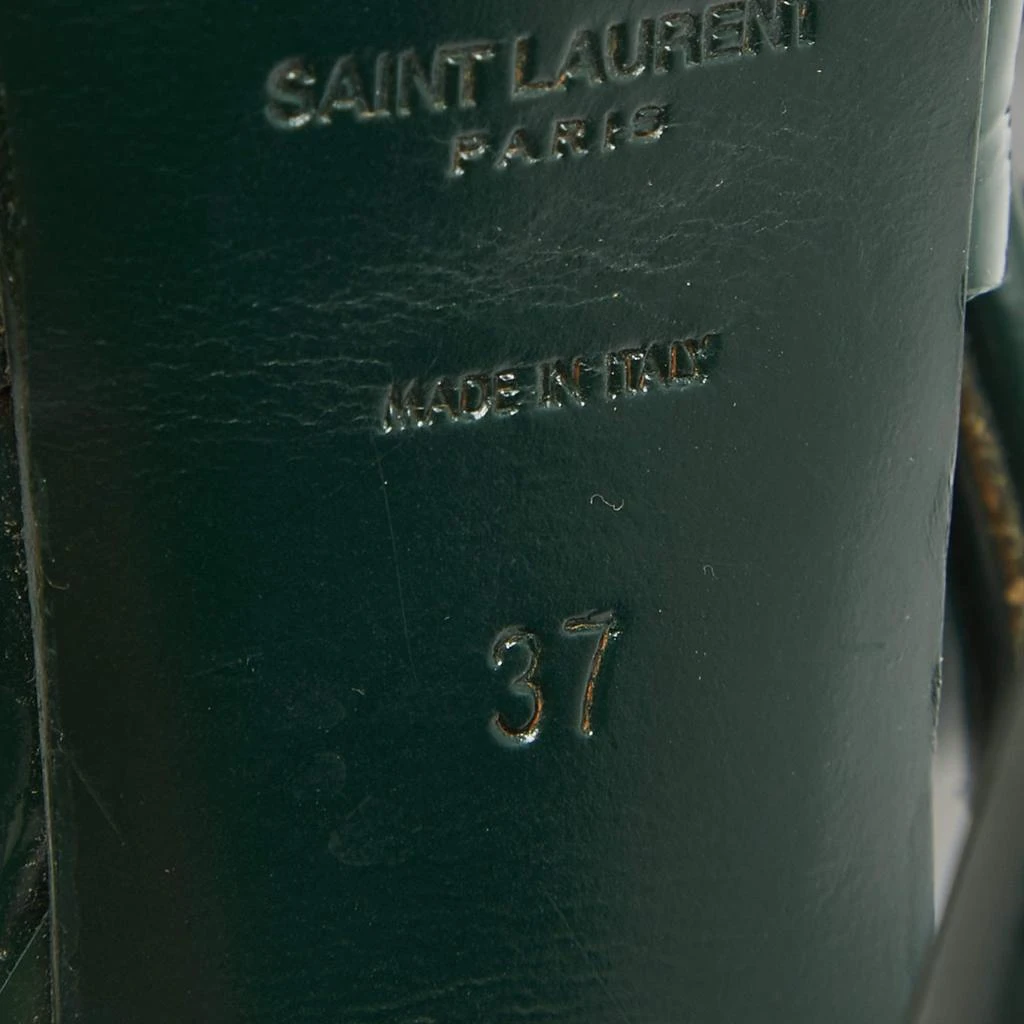 SAINT LAURENT
PARIS
MADE IN ITALY
37